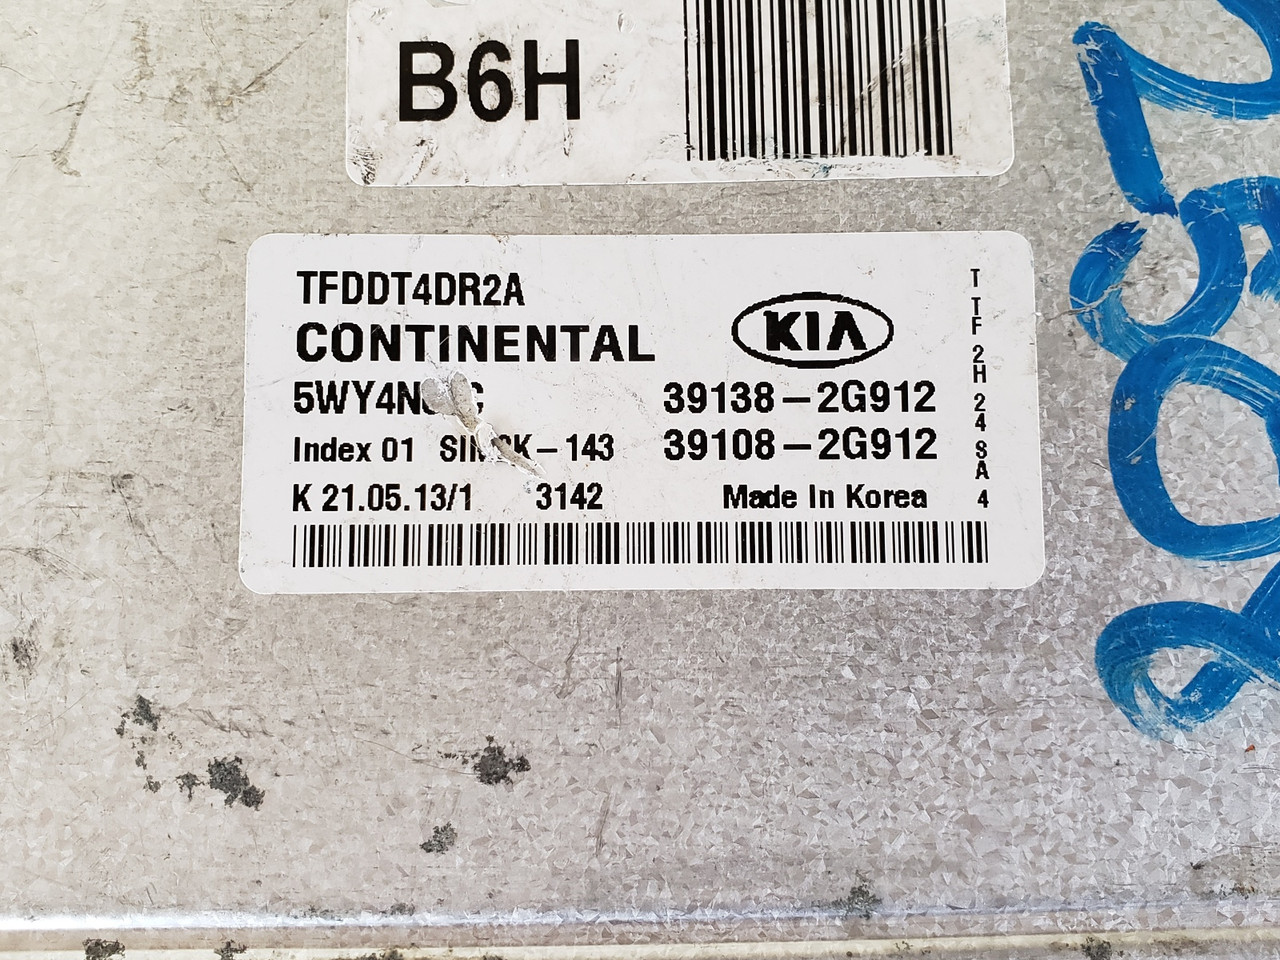 B6H
TFDDT4DR2A
CONTINENTAL
KIA
39138-2G912
Index 01
-143
39108-2G912
K 21.05.13/1 3142 Made In Korea
T TF 2H 24 SA 4